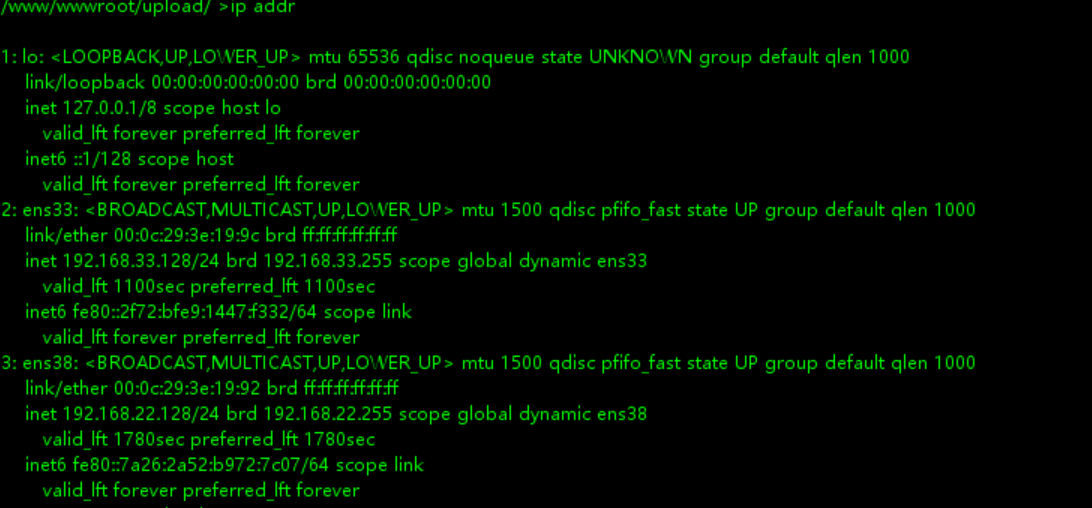 /www/wwwroot/upload/ >ip addr
1: lo: <LOOPBACK,UP,LOWER_UP> mtu 65536 qdisc noqueue state UNKNOWN group default qlen 1000
link/loopback 00:00:00:00:00:00 brd 00:00:00:00:00:00
inet 127.0.0.1/8 scope host lo
valid_lft forever preferred_lft forever
inet6 ::1/128 scope host
valid_lft forever preferred_lft forever
2: ens33: <BROADCAST,MULTICAST,UP,LOWER_UP> mtu 1500 qdisc pfifo_fast state UP group default qlen 1000
link/ether 00:0c:29:3e:19:9c brd ff:ff:ff:ff:ff:ff
inet 192.168.33.128/24 brd 192.168.33.255 scope global dynamic ens33
valid_lft 1100sec preferred_lft 1100sec
inet6 fe80::2f72:bfe9:1447:f332/64 scope link
valid_lft forever preferred_lft forever
3: ens38: <BROADCAST,MULTICAST,UP,LOWER_UP> mtu 1500 qdisc pfifo_fast state UP group default qlen 1000
link/ether 00:0c:29:3e:19:92 brd ff:ff:ff:ff:ff:ff
inet 192.168.22.128/24 brd 192.168.22.255 scope global dynamic ens38
valid_lft 1780sec preferred_lft 1780sec
inet6 fe80::7a26:2a52:b972:7c07/64 scope link
valid_lft forever preferred_lft forever